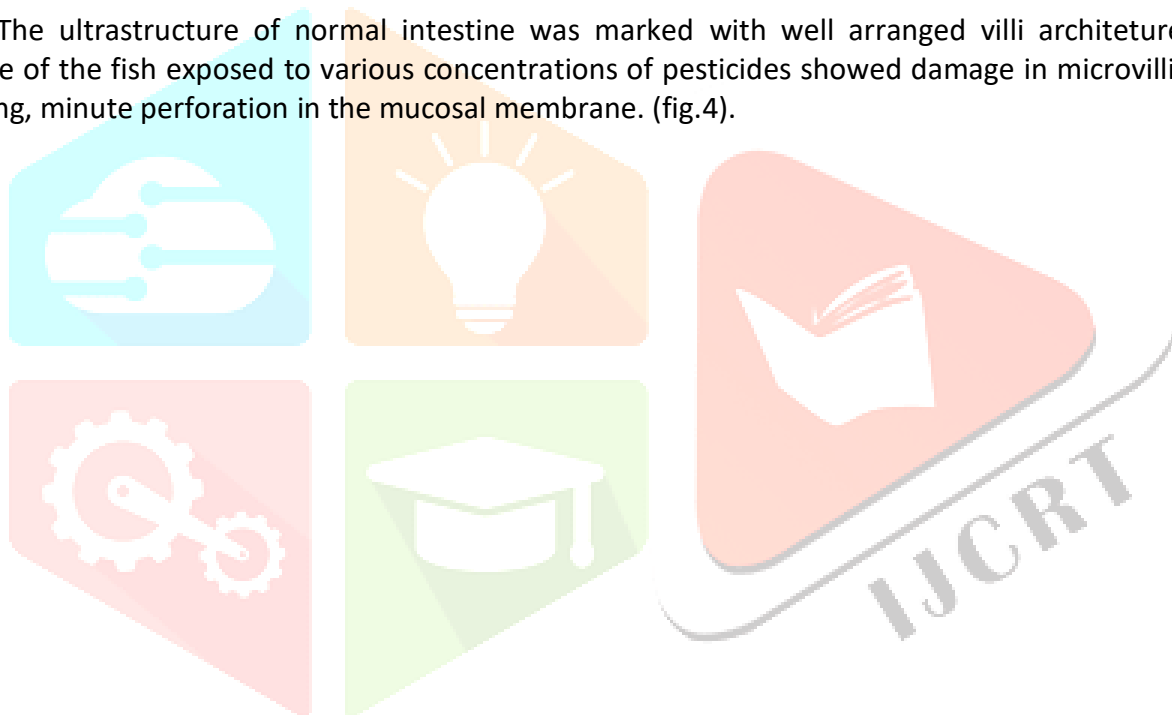 The ultrastructure of normal intestine was marked with well arranged villi architeture
of the fish exposed to various concentrations of pesticides showed damage in microvilli
minute perforation in the mucosal membrane. (fig.4).
IJCRT